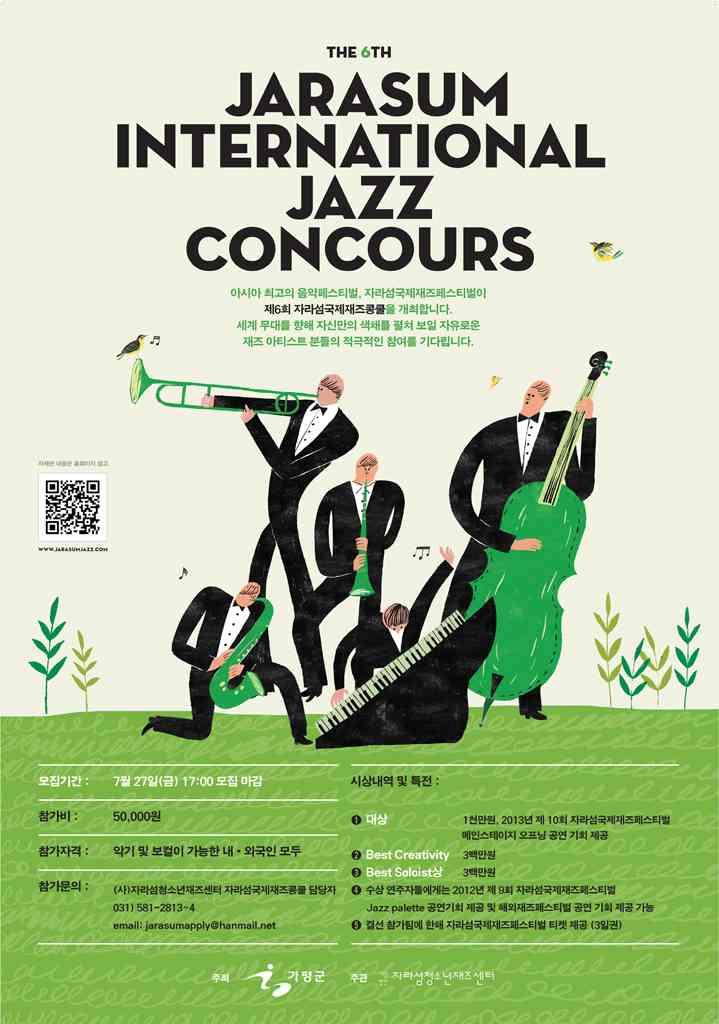 THE 6TH
JARASUM
INTERNATIONAL
JAZZ
CONCOURS
아시아 최고의 음악페스티벌, 자라섬국제재즈페스티벌이
제6회 자라섬국제재즈콩쿨을 개최합니다.
세계 무대를 향해 자신만의 색채를 펼쳐 보일 자유로운
재즈 아티스트 분들의 적극적인 참여를 기다립니다.
자세한 내용은 홈페이지 참고
WWW.JARASUMJAZZ.COM
모집기간 : 7월 27일(금) 17:00 모집 마감
참가비 : 50,000원
참가자격 : 악기 및 보컬이 가능한 내·외국인 모두
참가문의 : (사)자라섬청소년재즈센터 자라섬국제재즈콩쿨 담당자
031) 581-2813~4
email: jarasumapply@hanmail.net
시상내역 및 특전 :
❶ 대상 1천만원, 2013년 제 10회 자라섬국제재즈페스티벌
메인스테이지 오프닝 공연 기회 제공
❷ Best Creativity 3백만원
❸ Best Soloist상 3백만원
❹ 수상 연주자들에게는 2012년 제 9회 자라섬국제재즈페스티벌
Jazz palette 공연기회 제공 및 해외재즈페스티벌 공연 기회 제공 가능
❺ 결선 참가팀에 한해 자라섬국제재즈페스티벌 티켓 제공 (3일권)
주최 가평군 주관 자라섬청소년재즈센터